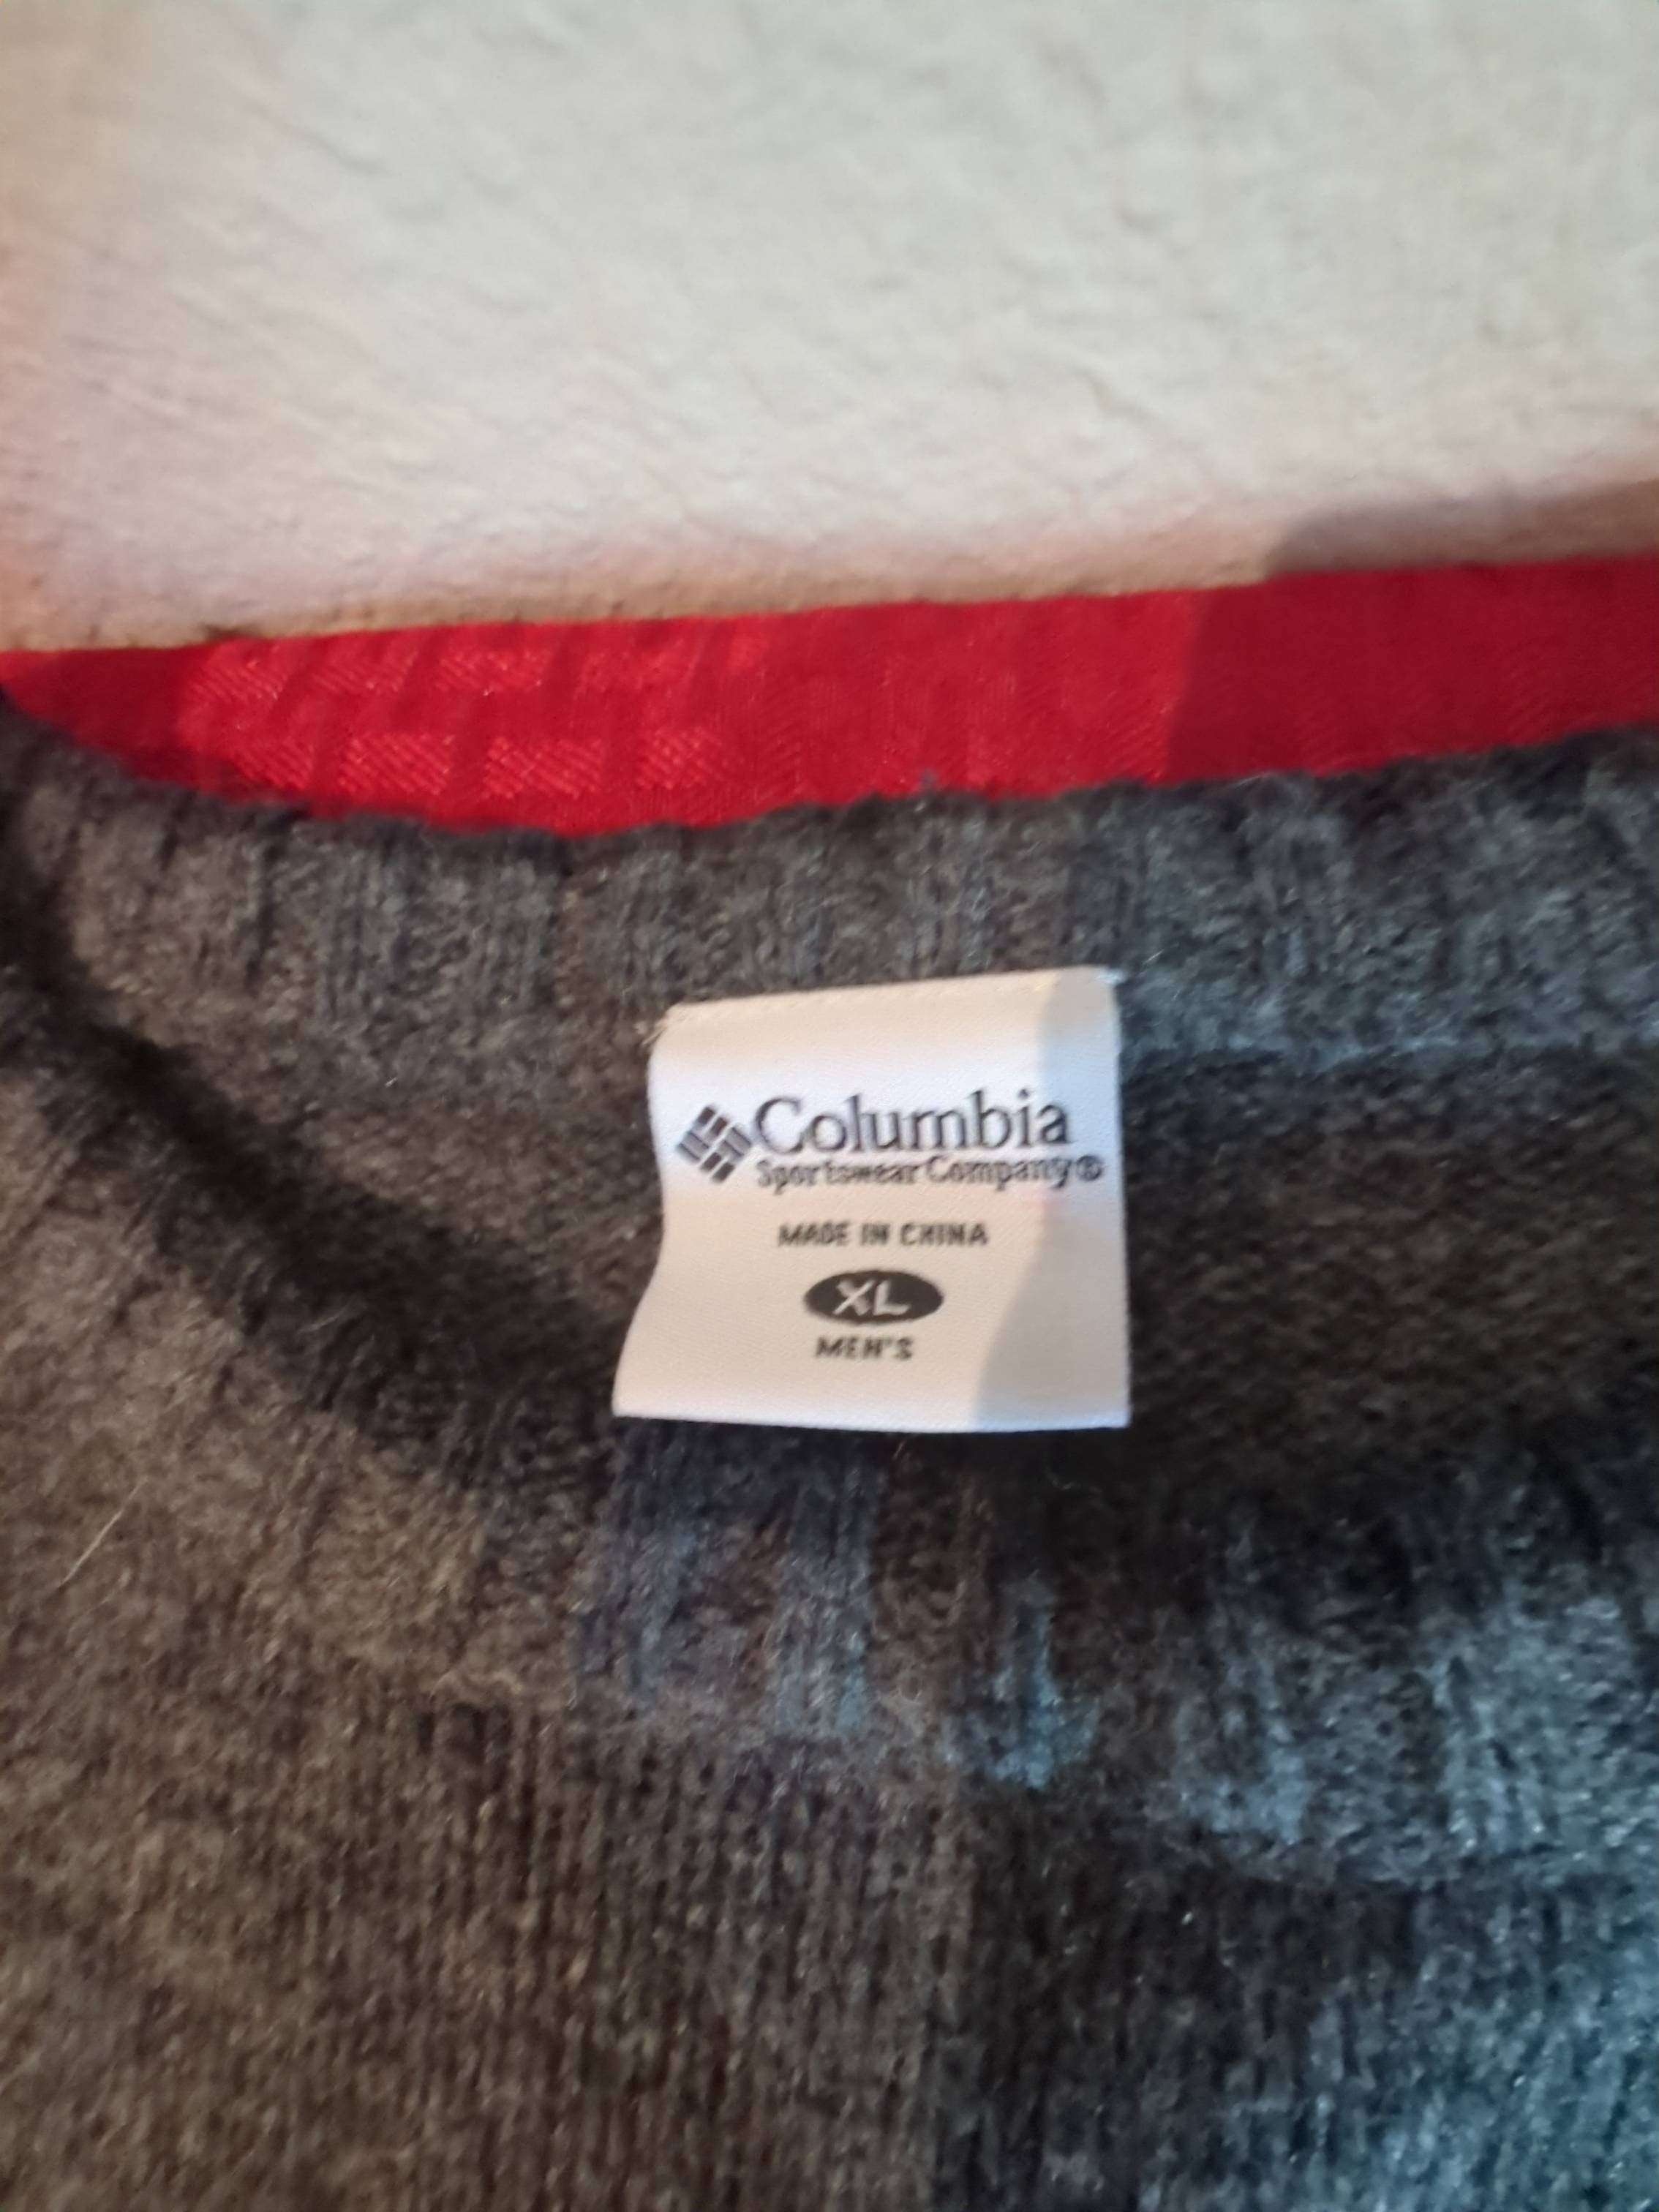 Columbia
Sportswear Company®
MADE IN CHINA
XL
MEN'S